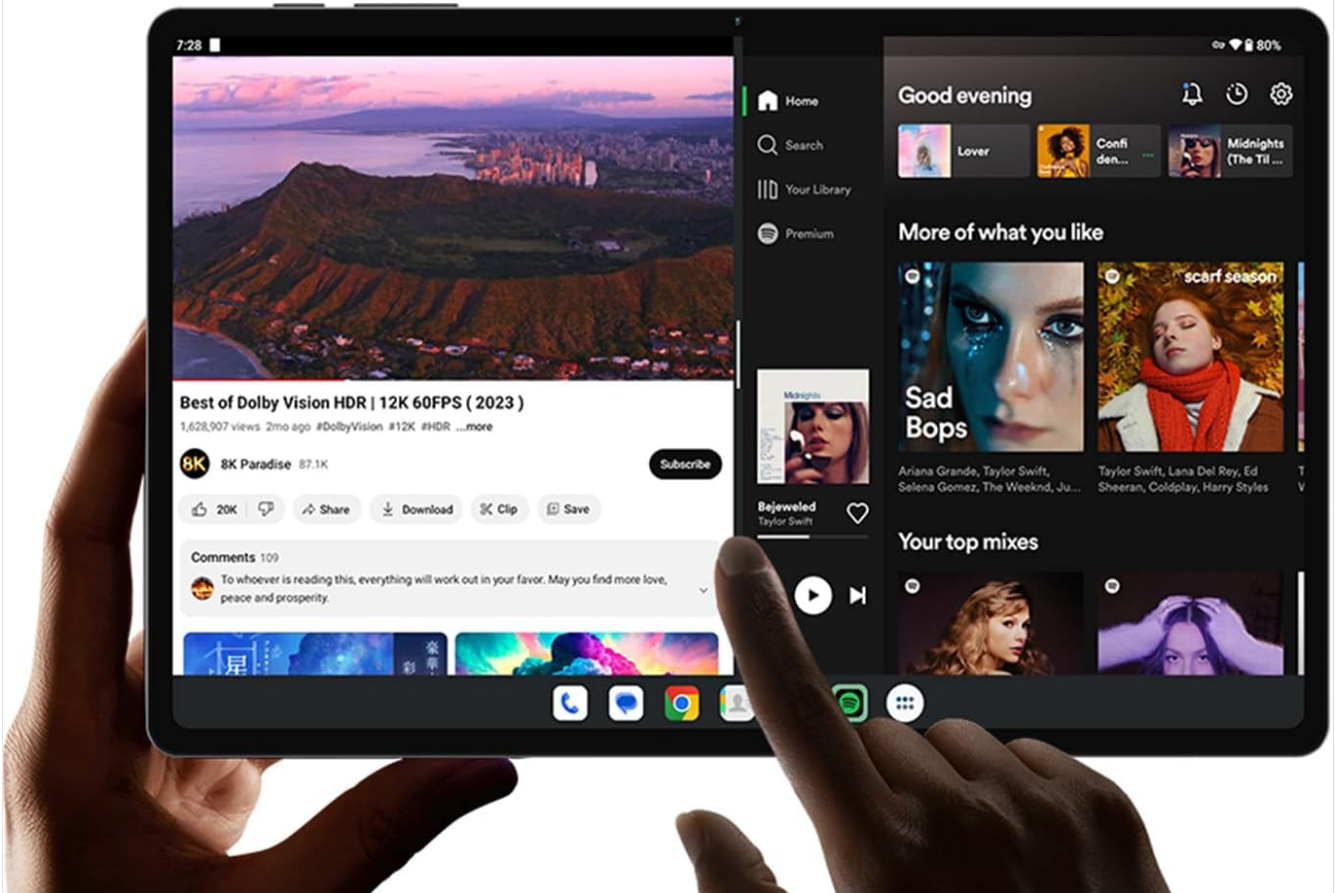 7:28
80%
Best of Dolby Vision HDR | 12K 60FPS ( 2023 )
1,628,907 views 2mo ago #DolbyVision #12K #HDR ...more
8K
8K Paradise 87.1K
Subscribe
20K
Share
Download
Clip
Save
Comments 109
To whoever is reading this, everything will work out in your favor. May you find more love,
peace and prosperity.
星
豪華
彩
Home
Search
Your Library
Premium
Midnights
Bejeweled
Taylor Swift
Good evening
Lover
Confi
den...
Midnights
(The Til ...
More of what you like
Sad
Bops
scarf season
Ariana Grande, Taylor Swift,
Selena Gomez, The Weeknd, Ju...
Taylor Swift, Lana Del Rey, Ed
Sheeran, Coldplay, Harry Styles
T
V
Your top mixes